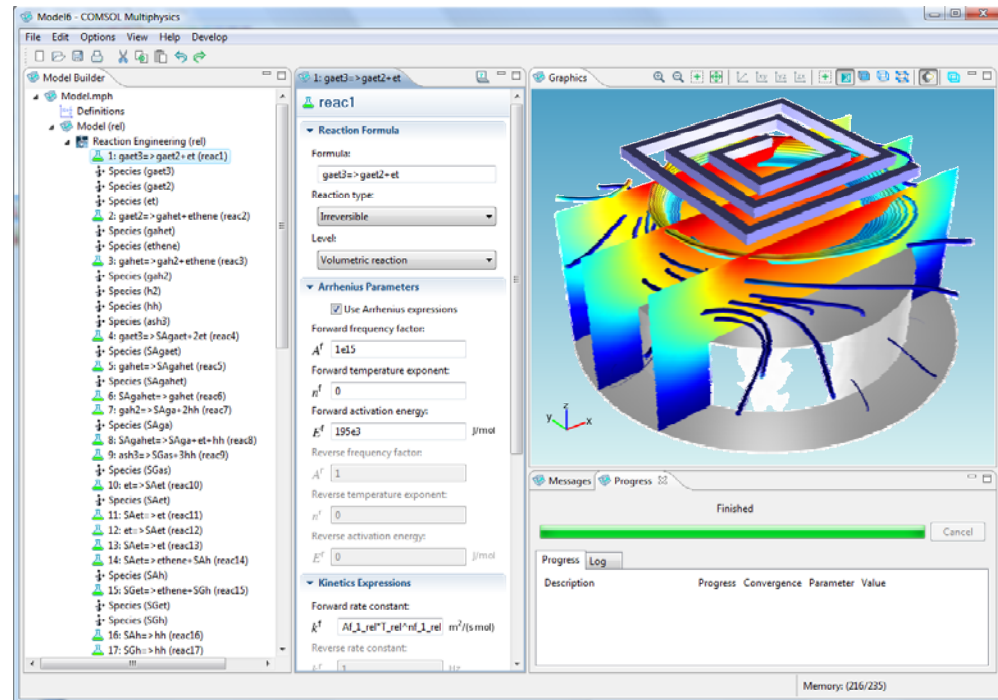 Model6 - COMSOL Multiphysics
File Edit Options View Help Develop
Model Builder
Model.mph
Definitions
Model (rel)
Reaction Engineering (rel)
1: gaet3=>gaet2+et (reac1)
Species (gaet3)
Species (gaet2)
Species (et)
2: gaet2=>gahet+ethene (reac2)
Species (gahet)
Species (ethene)
3: gahet=>gah2+ethene (reac3)
Species (gah2)
Species (h2)
Species (hh)
Species (ash3)
4: gaet3=>SAgaet+2et (reac4)
Species (SAgaet)
5: gahet=>SAgahet (reac5)
Species (SAgahet)
6: SAgahet=>gahet (reac6)
7: gah2=>SAga+2hh (reac7)
Species (SAga)
8: SAgahet=>SAga+et+hh (reac8)
9: ash3=>SGas+3hh (reac9)
Species (SGas)
10: et=>SAet (reac10)
Species (SAet)
11: SAet=>et (reac11)
12: et=>SAet (reac12)
13: SAet=>et (reac13)
14: SAet=>ethene+SAh (reac14)
Species (SAh)
15: SGet=>ethene+SGh (reac15)
Species (SGet)
Species (SGh)
16: SAh=>hh (reac16)
17: SGh=>hh (reac17)
1: gaet3=>gaet2+et
reac1
Reaction Formula
Formula:
gaet3=>gaet2+et
Reaction type:
Irreversible
Level:
Volumetric reaction
Arrhenius Parameters
Use Arrhenius expressions
Forward frequency factor:
A^f 1e15
Forward temperature exponent:
n^f 0
Forward activation energy:
E^f 195e3 J/mol
Reverse frequency factor:
A^r 1
Reverse temperature exponent:
n^r 0
Reverse activation energy:
E^r 0 J/mol
Kinetics Expressions
Forward rate constant:
k^f Af_1_rel*T_rel^nf_1_rel m²/(s mol)
Reverse rate constant:
Graphics
y z x
Messages Progress
Finished
Cancel
Progress Log
Description Progress Convergence Parameter Value
Memory: (216/235)